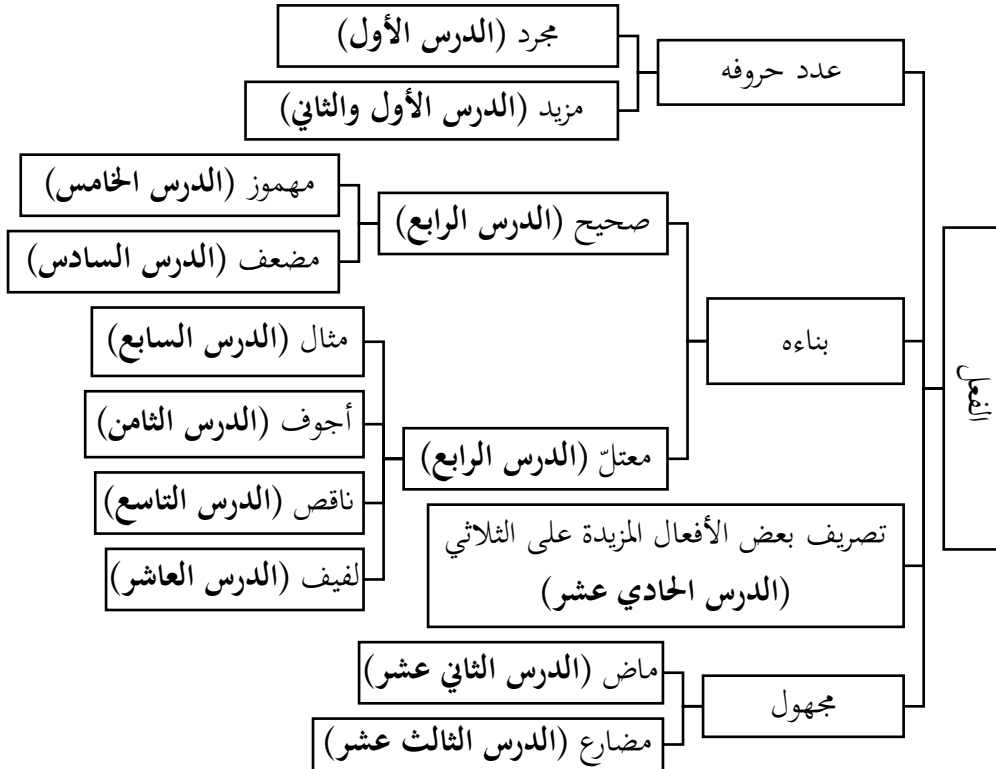 الفعل
عدد حروفه
مجرد (الدرس الأول)
مزيد (الدرس الأول والثاني)
بناءه
صحيح (الدرس الرابع)
مهموز (الدرس الخامس)
مضعف (الدرس السادس)
معتلّ (الدرس الرابع)
مثال (الدرس السابع)
أجوف (الدرس الثامن)
ناقص (الدرس التاسع)
لفيف (الدرس العاشر)
تصريف بعض الأفعال المزيدة على الثلاثي
(الدرس الحادي عشر)
مجهول
ماض (الدرس الثاني عشر)
مضارع (الدرس الثالث عشر)